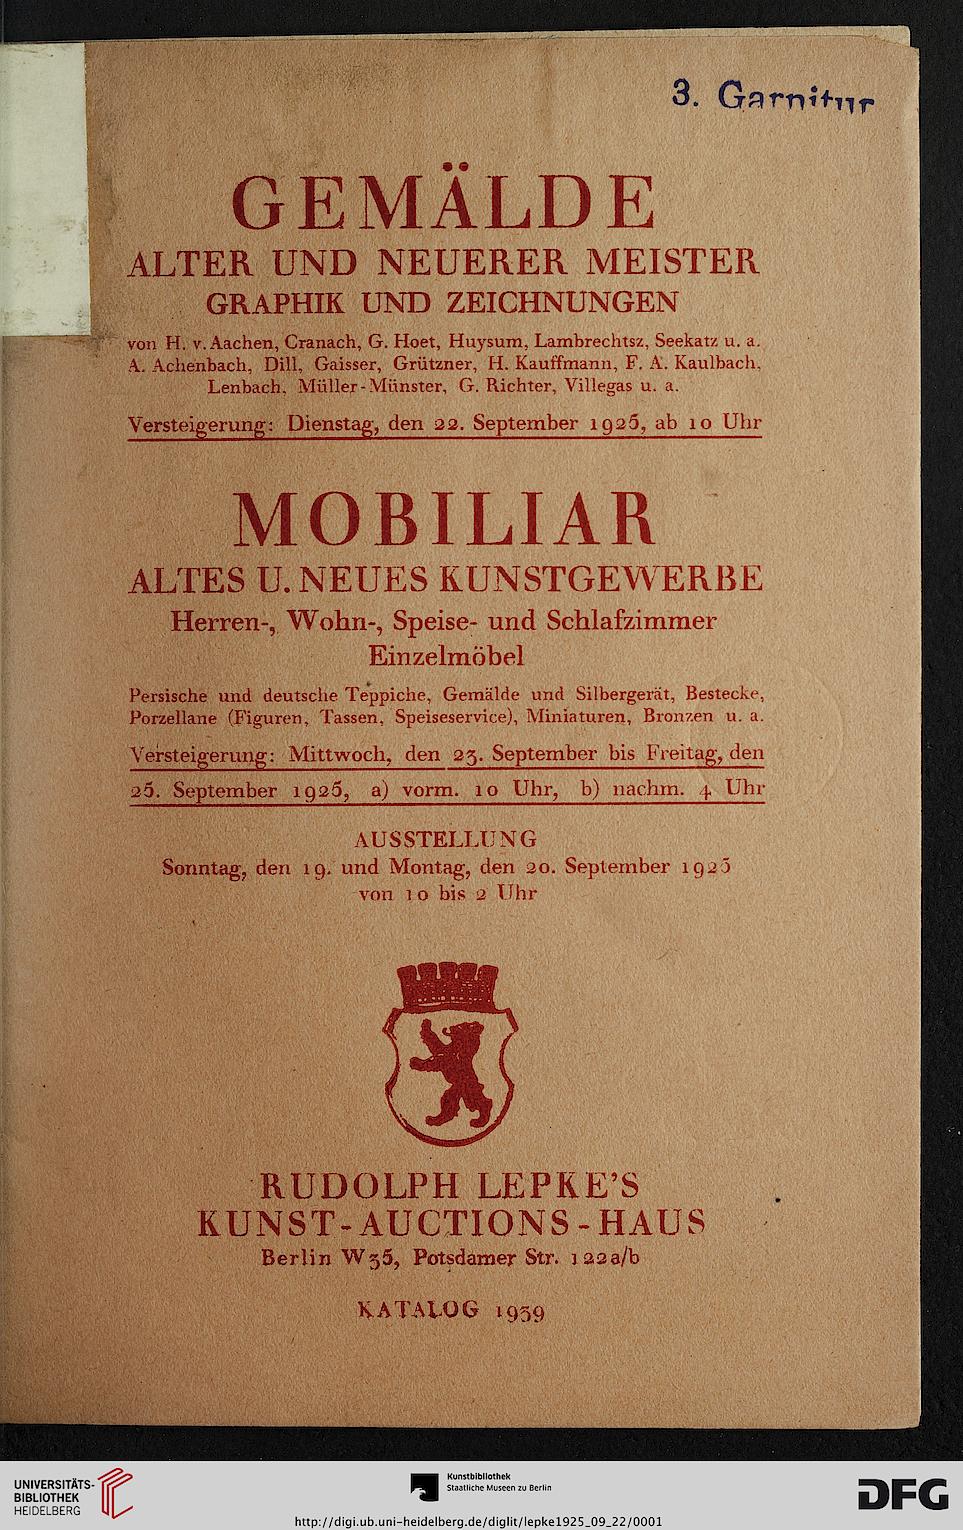 3. Garnitur
GEMÄLDE
ALTER UND NEUERER MEISTER
GRAPHIK UND ZEICHNUNGEN
von H. v. Aachen, Cranach, G. Hoet, Huysum, Lambrechtsz, Seekatz u. a.
A. Achenbach, Dill, Gaisser, Grützner, H. Kauffmann, F. A. Kaulbach,
Lenbach, Müller-Münster, G. Richter, Villegas u. a.
Versteigerung: Dienstag, den 22. September 1925, ab 10 Uhr
MOBILIAR
ALTES U. NEUES KUNSTGEWERBE
Herren-, Wohn-, Speise- und Schlafzimmer
Einzelmöbel
Persische und deutsche Teppiche, Gemälde und Silbergerät, Bestecke,
Porzellane (Figuren, Tassen, Speiseservice), Miniaturen, Bronzen u. a.
Versteigerung: Mittwoch, den 23. September bis Freitag, den
25. September 1925, a) vorm. 10 Uhr, b) nachm. 4 Uhr
AUSSTELLUNG
Sonntag, den 19. und Montag, den 20. September 1925
von 10 bis 2 Uhr
RUDOLPH LEPKE'S
KUNST-AUCTIONS-HAUS
Berlin W35, Potsdamer Str. 122a/b
KATALOG 1939
UNIVERSITÄTS-
BIBLIOTHEK
HEIDELBERG
Kunstbibliothek
Staatliche Museen zu Berlin
DFG
http://digi.ub.uni-heidelberg.de/diglit/lepke1925_09_22/0001